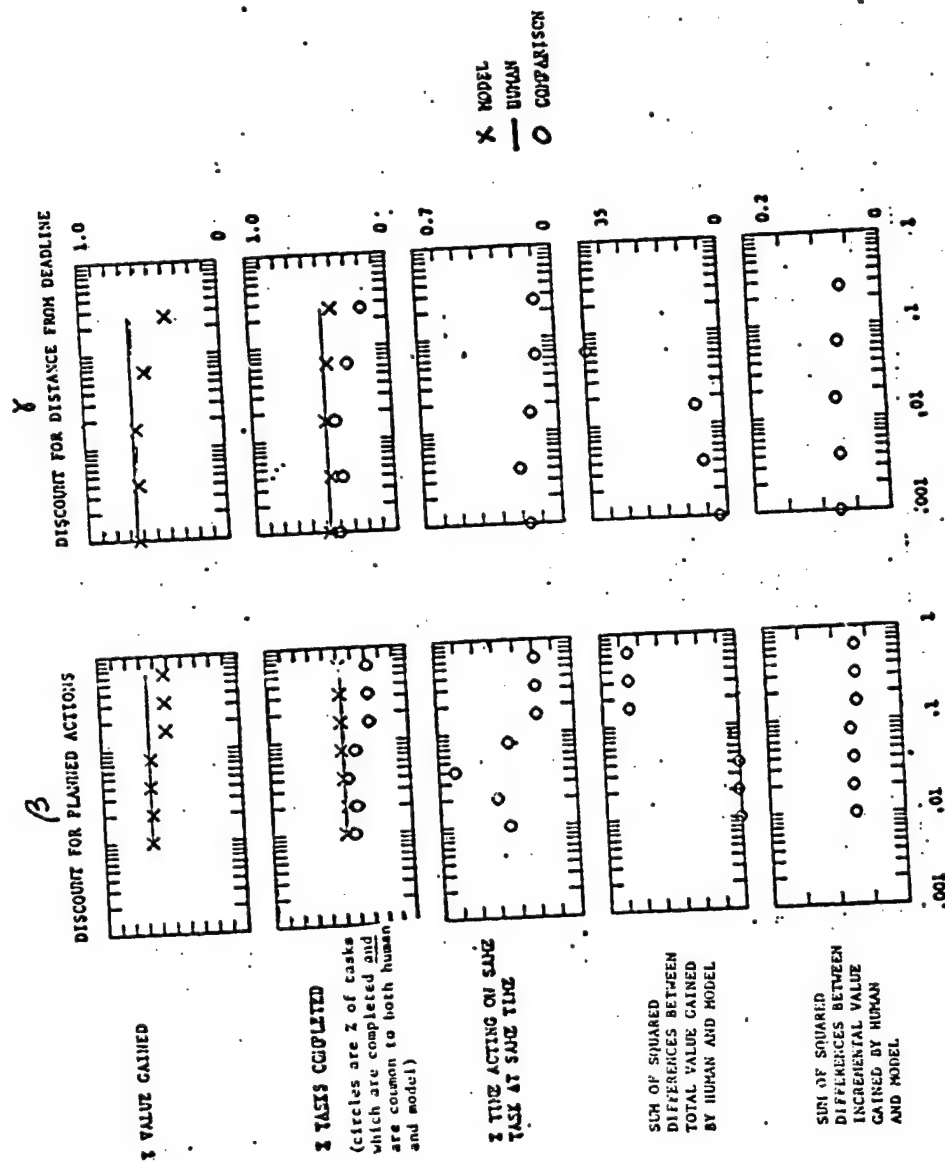 β
DISCOUNT FOR PLANNED ACTIONS
γ
DISCOUNT FOR DISTANCE FROM DEADLINE
% VALUE GAINED
1.0
0
% TASKS COMPLETED
(circles are % of tasks
which are completed and
are common to both human
and model)
1.0
0
% TIME ACTING ON SAME
TASK AT SAME TIME
0.7
0
SUM OF SQUARED
DIFFERENCES BETWEEN
TOTAL VALUE GAINED
BY HUMAN AND MODEL
35
0
SUM OF SQUARED
DIFFERENCES BETWEEN
INCREMENTAL VALUE
GAINED BY HUMAN
AND MODEL
0.2
0
.001
.01
.1
1
.001
.01
.1
1
X MODEL
— HUMAN
O COMPARISON